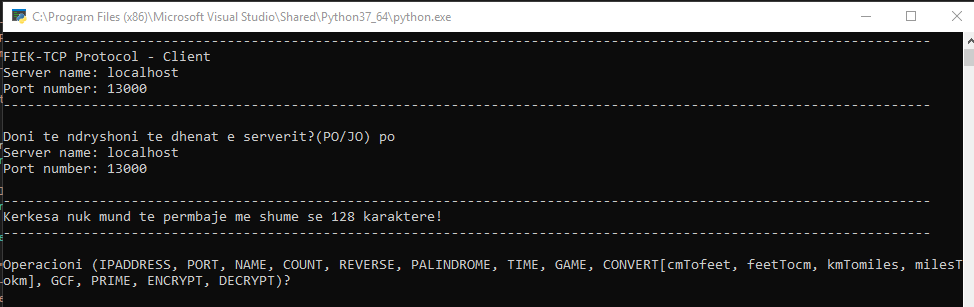 C:\Program Files (x86)\Microsoft Visual Studio\Shared\Python37_64\python.exe
--------------------------------------------------------------------------------------------------------------------
FIEK-TCP Protocol - Client
Server name: localhost
Port number: 13000
--------------------------------------------------------------------------------------------------------------------
Doni te ndryshoni te dhenat e serverit?(PO/JO) po
Server name: localhost
Port number: 13000
--------------------------------------------------------------------------------------------------------------------
Kerkesa nuk mund te permbaje me shume se 128 karaktere!
--------------------------------------------------------------------------------------------------------------------
Operacioni (IPADDRESS, PORT, NAME, COUNT, REVERSE, PALINDROME, TIME, GAME, CONVERT[cmTofeet, feetTocm, kmTomiles, milesT
okm], GCF, PRIME, ENCRYPT, DECRYPT)?